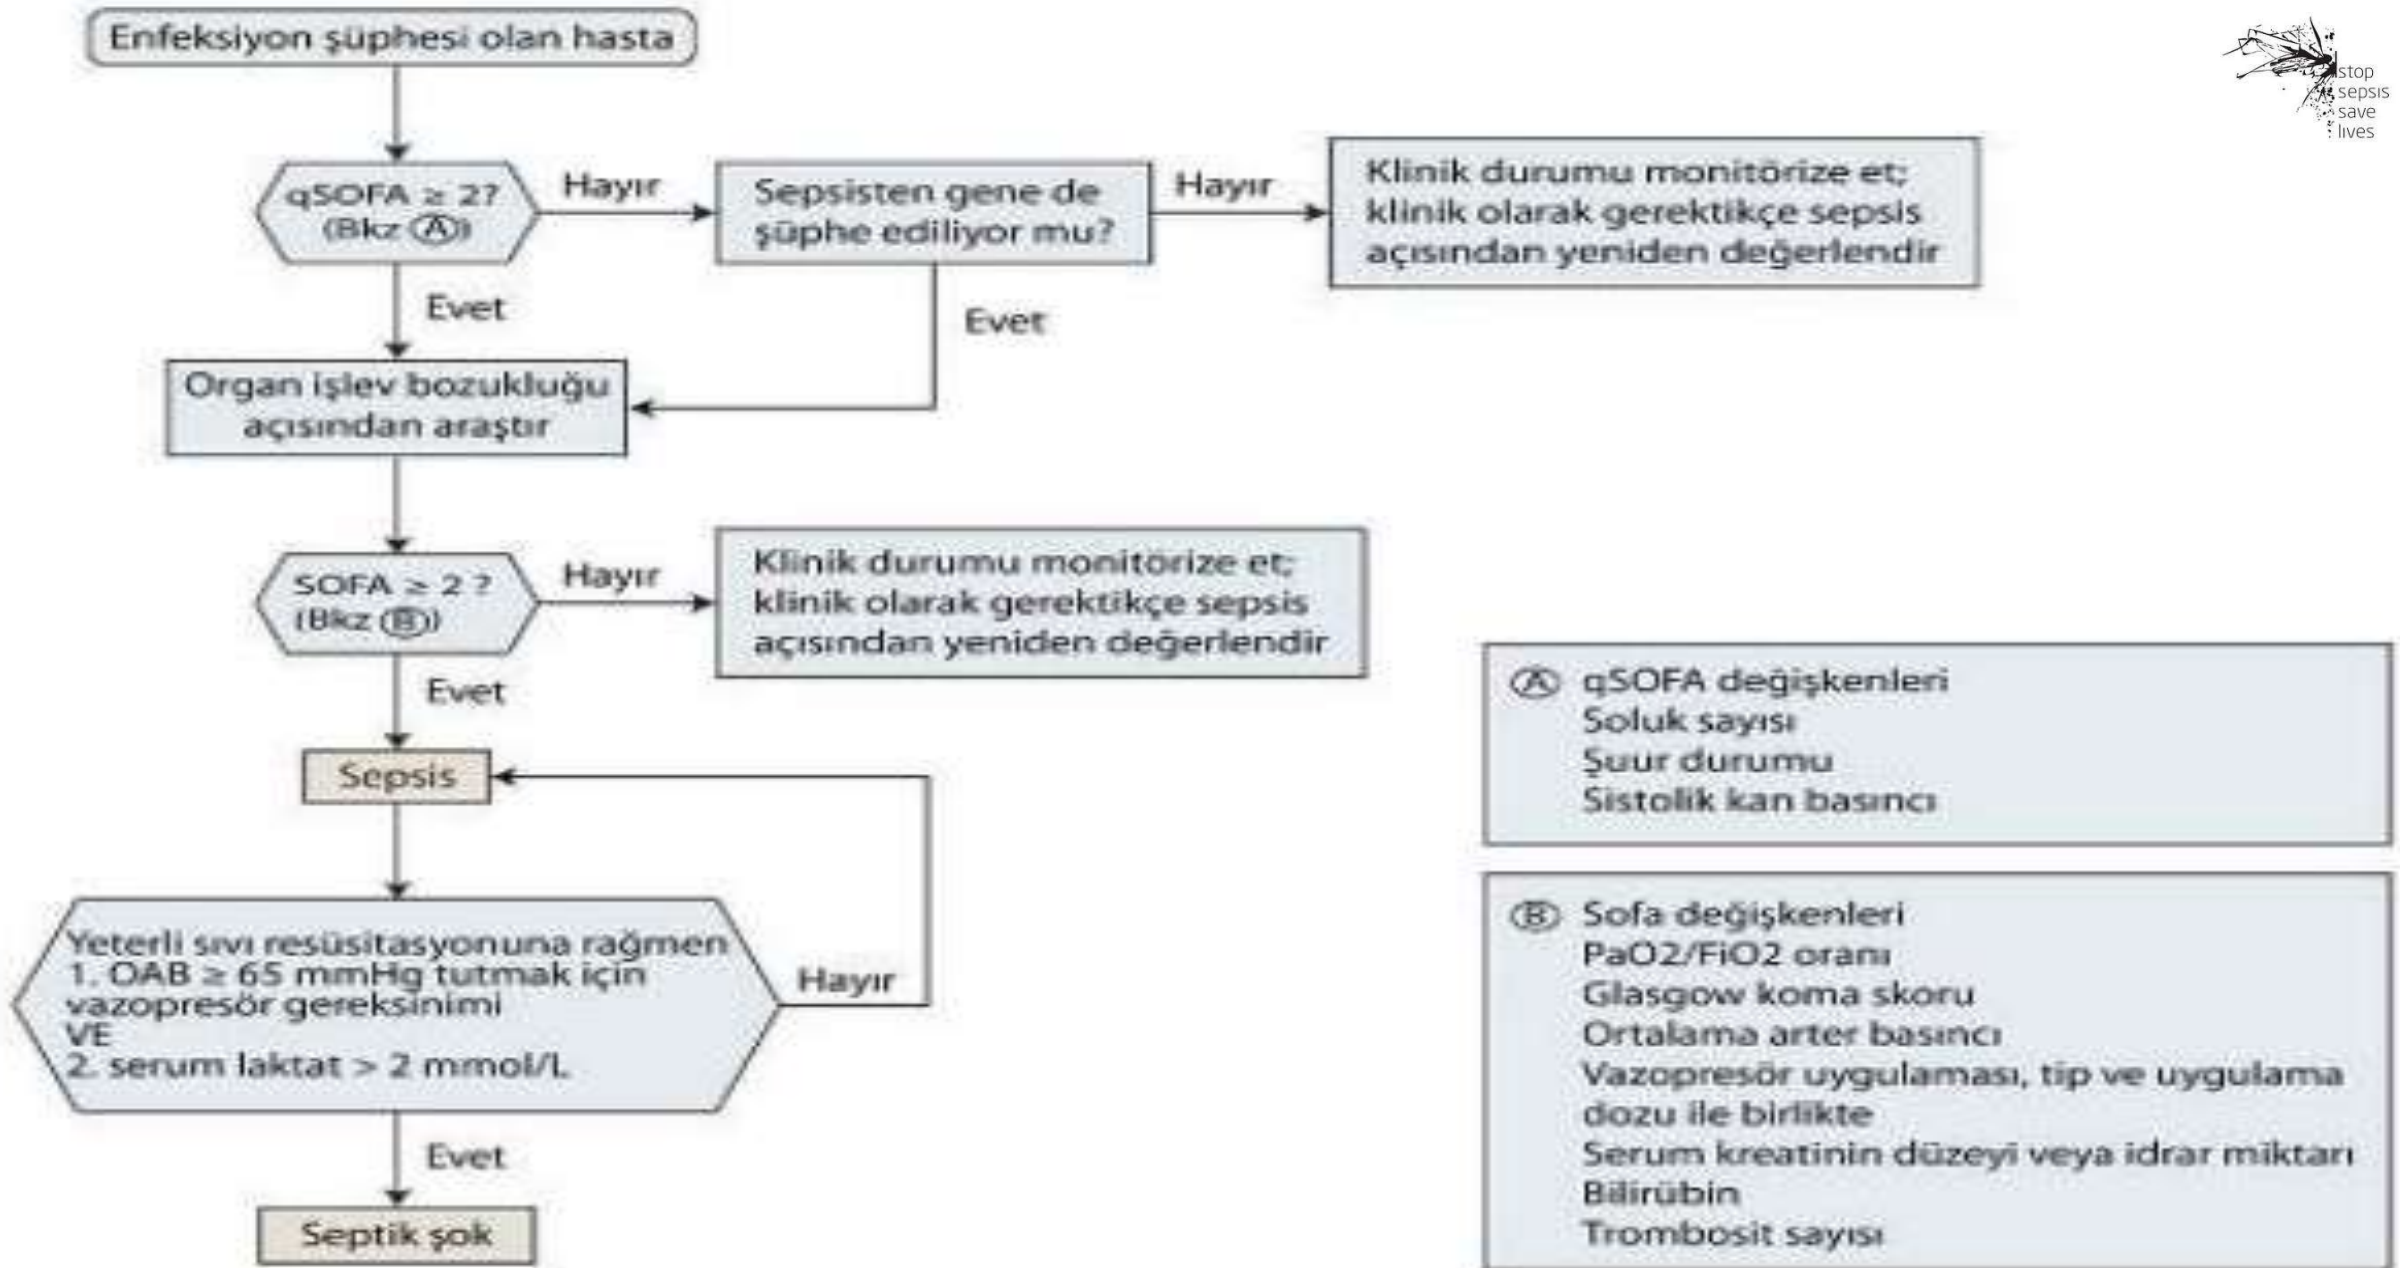 Enfeksiyon şüphesi olan hasta
stop
sepsis
save
lives
qSOFA ≥ 2?
(Bkz Ⓐ)
Hayır
Sepsisten gene de
şüphe ediliyor mu?
Hayır
Klinik durumu monitörize et;
klinik olarak gerektikçe sepsis
açısından yeniden değerlendir
Evet
Evet
Organ işlev bozukluğu
açısından araştır
SOFA ≥ 2 ?
(Bkz Ⓑ)
Hayır
Klinik durumu monitörize et;
klinik olarak gerektikçe sepsis
açısından yeniden değerlendir
Evet
Sepsis
Yeterli sıvı resüsitasyonuna rağmen
1. OAB ≥ 65 mmHg tutmak için
vazopresör gereksinimi
VE
2. serum laktat > 2 mmol/L
Hayır
Evet
Septik şok
Ⓐ qSOFA değişkenleri
Soluk sayısı
Şuur durumu
Sistolik kan basıncı
Ⓑ Sofa değişkenleri
PaO2/FiO2 oranı
Glasgow koma skoru
Ortalama arter basıncı
Vazopresör uygulaması, tip ve uygulama
dozu ile birlikte
Serum kreatinin düzeyi veya idrar miktarı
Bilirübin
Trombosit sayısı